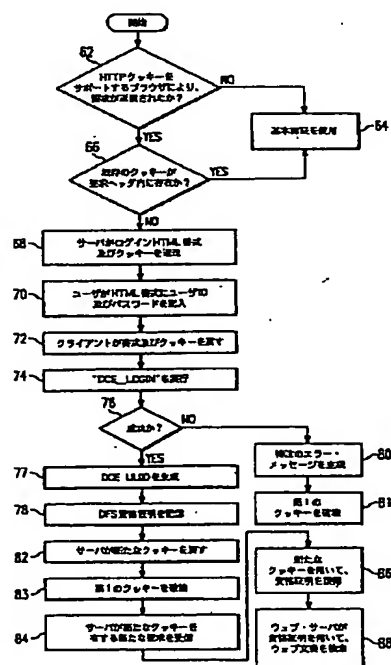 開始
62
HTTPクッキーを
サポートするブラウザにより、
要求が送信されたか?
NO
YES
64
基本認証を使用
66
既存のクッキーが
要求ヘッダ内に存在か?
YES
NO
68
サーバがログインHTML書式
及びクッキーを返送
70
ユーザがHTML書式にユーザID
及びパスワードを記入
72
クライアントが書式及びクッキーを戻す
74
"DCE_LOGIN"を実行
76
成功か?
NO
YES
80
特定のエラー・
メッセージを生成
81
第1の
クッキーを破棄
77
DCE_UUIDを生成
78
DFS資格証明を記憶
82
サーバが新たなクッキーを戻す
83
第1のクッキーを破棄
84
サーバが新たなクッキーを
有する新たな要求を受信
86
新たな
クッキーを用いて、
資格証明を獲得
88
ウェブ・サーバが
資格証明を用いて、
ウェブ文書を検索